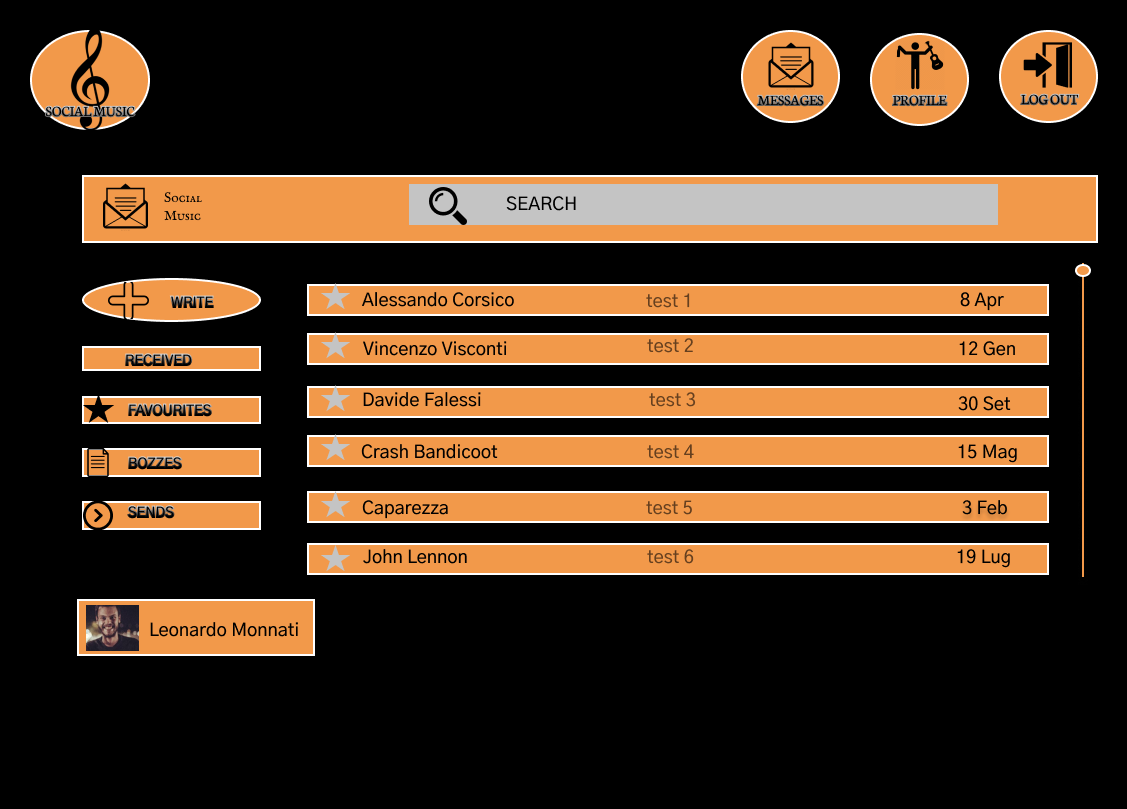 SOCIAL MUSIC
MESSAGES
PROFILE
LOG OUT
Social
Music
SEARCH
WRITE
RECEIVED
FAVOURITES
BOZZES
SENDS
Alessando Corsico test 1 8 Apr
Vincenzo Visconti test 2 12 Gen
Davide Falessi test 3 30 Set
Crash Bandicoot test 4 15 Mag
Caparezza test 5 3 Feb
John Lennon test 6 19 Lug
Leonardo Monnati